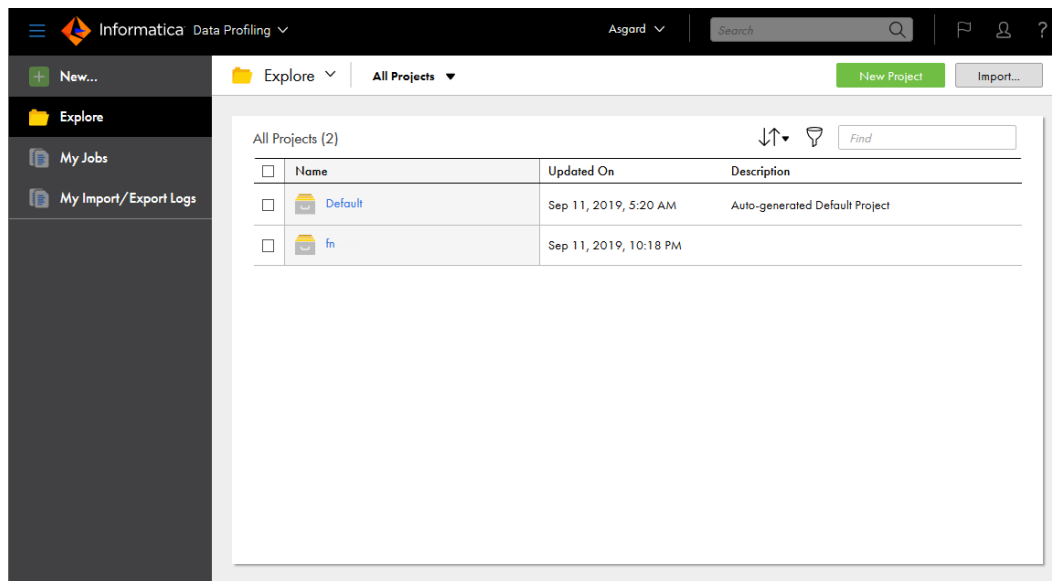 Informatica Data Profiling Asgard Search ?
New...
Explore All Projects New Project Import...
Explore
My Jobs
My Import/Export Logs
All Projects (2) Find
Name Updated On Description
Default Sep 11, 2019, 5:20 AM Auto-generated Default Project
fn Sep 11, 2019, 10:18 PM